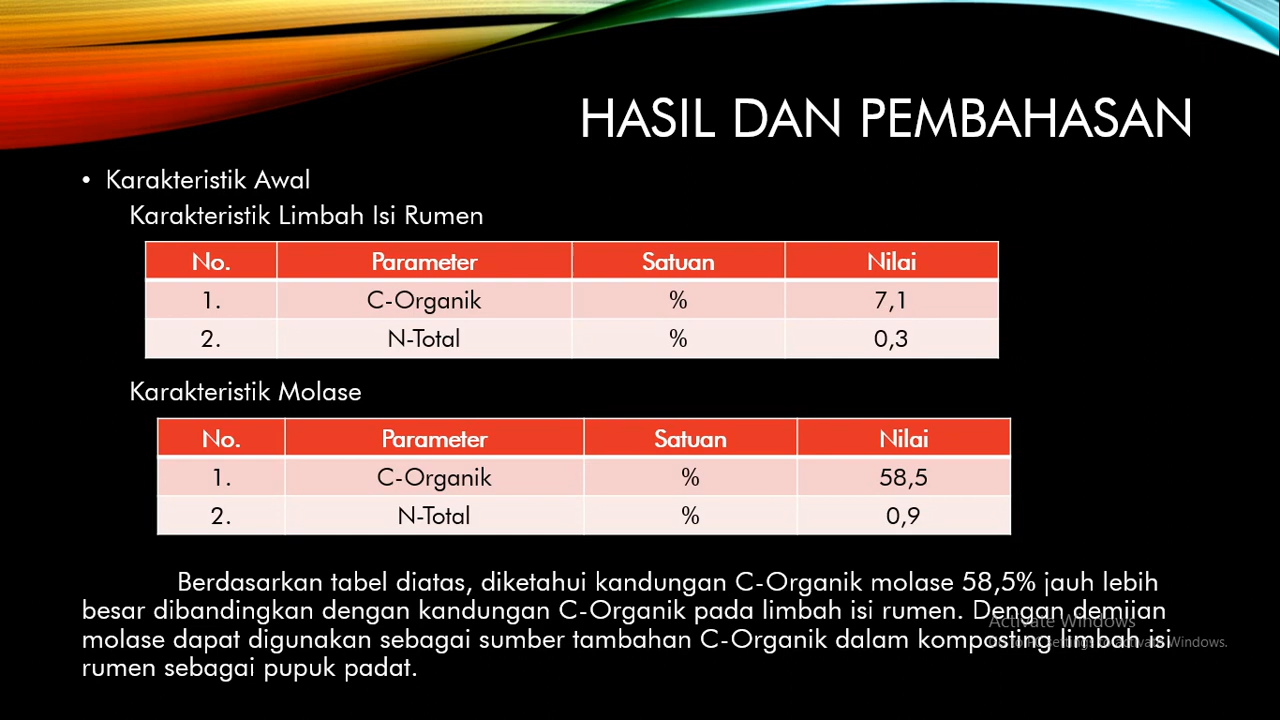 HASIL DAN PEMBAHASAN
• Karakteristik Awal
Karakteristik Limbah Isi Rumen
No. Parameter Satuan Nilai
1. C-Organik % 7,1
2. N-Total % 0,3
Karakteristik Molase
No. Parameter Satuan Nilai
1. C-Organik % 58,5
2. N-Total % 0,9
Berdasarkan tabel diatas, diketahui kandungan C-Organik molase 58,5% jauh lebih
besar dibandingkan dengan kandungan C-Organik pada limbah isi rumen. Dengan demijan
molase dapat digunakan sebagai sumber tambahan C-Organik dalam komposting limbah isi
rumen sebagai pupuk padat.
Activate Windows
Windows.